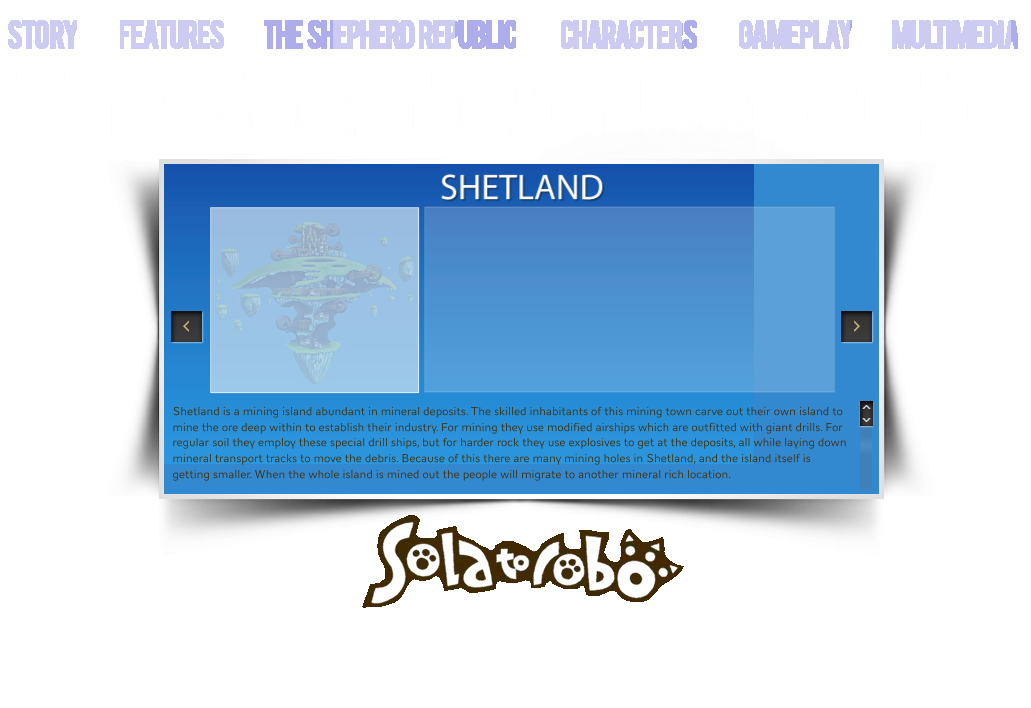 STORY FEATURES THE SHEPHERD REPUBLIC CHARACTERS GAMEPLAY MULTIMEDIA
SHETLAND
Shetland is a mining island abundant in mineral deposits. The skilled inhabitants of this mining town carve out their own island to
mine the ore deep within to establish their industry. For mining they use modified airships which are outfitted with giant drills. For
regular soil they employ these special drill ships, but for harder rock they use explosives to get at the deposits, all while laying down
mineral transport tracks to move the debris. Because of this there are many mining holes in Shetland, and the island itself is
getting smaller. When the whole island is mined out the people will migrate to another mineral rich location.
Solatorobo